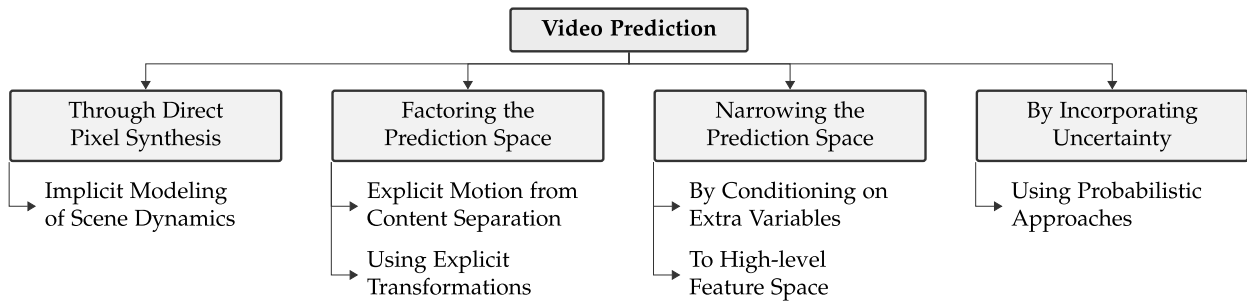 Video Prediction
Through Direct
Pixel Synthesis
Implicit Modeling
of Scene Dynamics
Factoring the
Prediction Space
Explicit Motion from
Content Separation
Using Explicit
Transformations
Narrowing the
Prediction Space
By Conditioning on
Extra Variables
To High-level
Feature Space
By Incorporating
Uncertainty
Using Probabilistic
Approaches